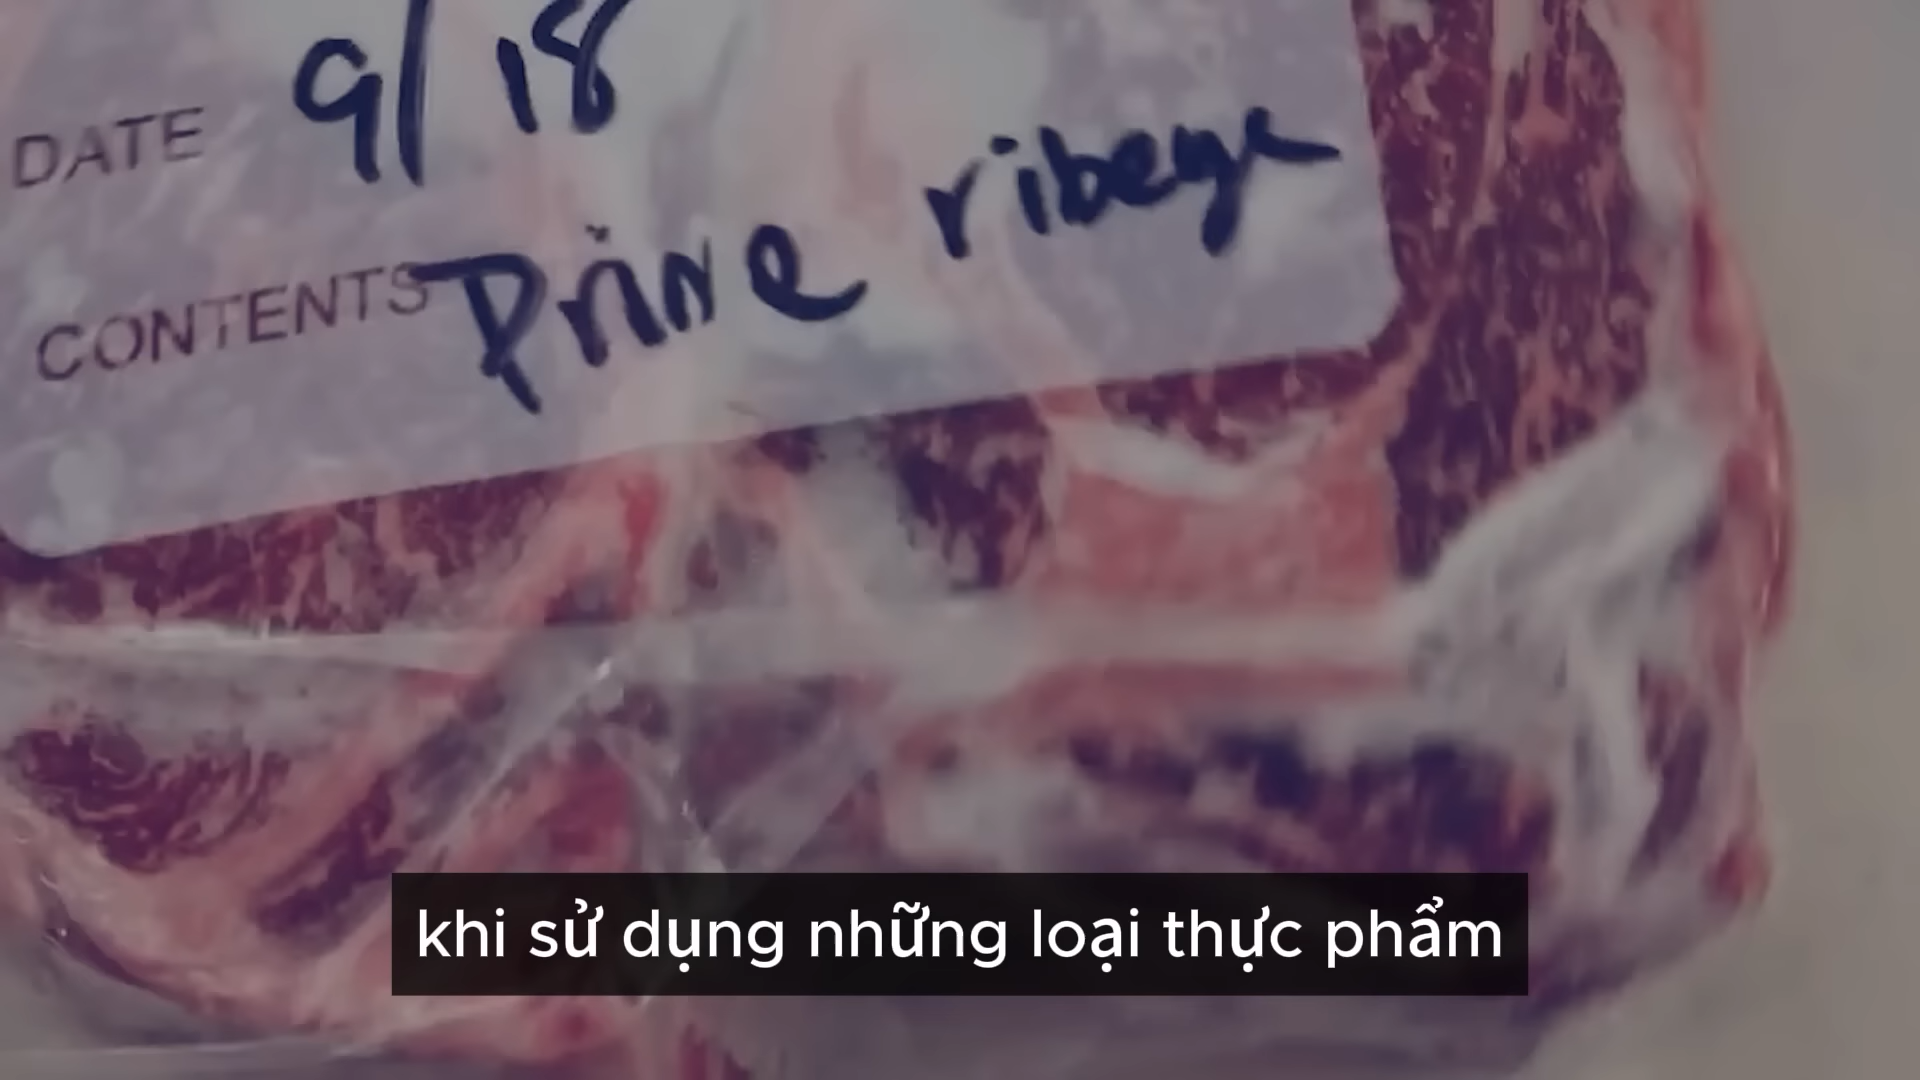 DATE 9/18
CONTENTS Prime ribeye
khi sử dụng những loại thực phẩm